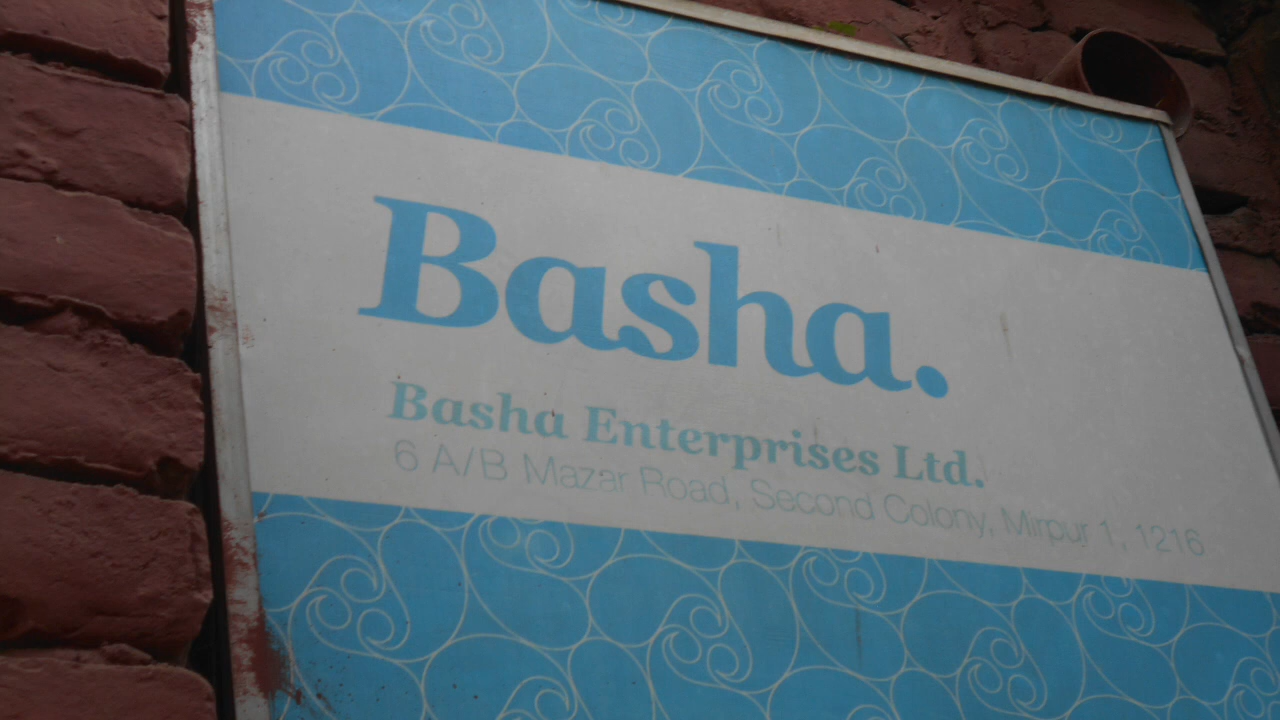 Basha.
Basha Enterprises Ltd.
6 A/B Mazar Road, Second Colony, Mirpur 1, 1216